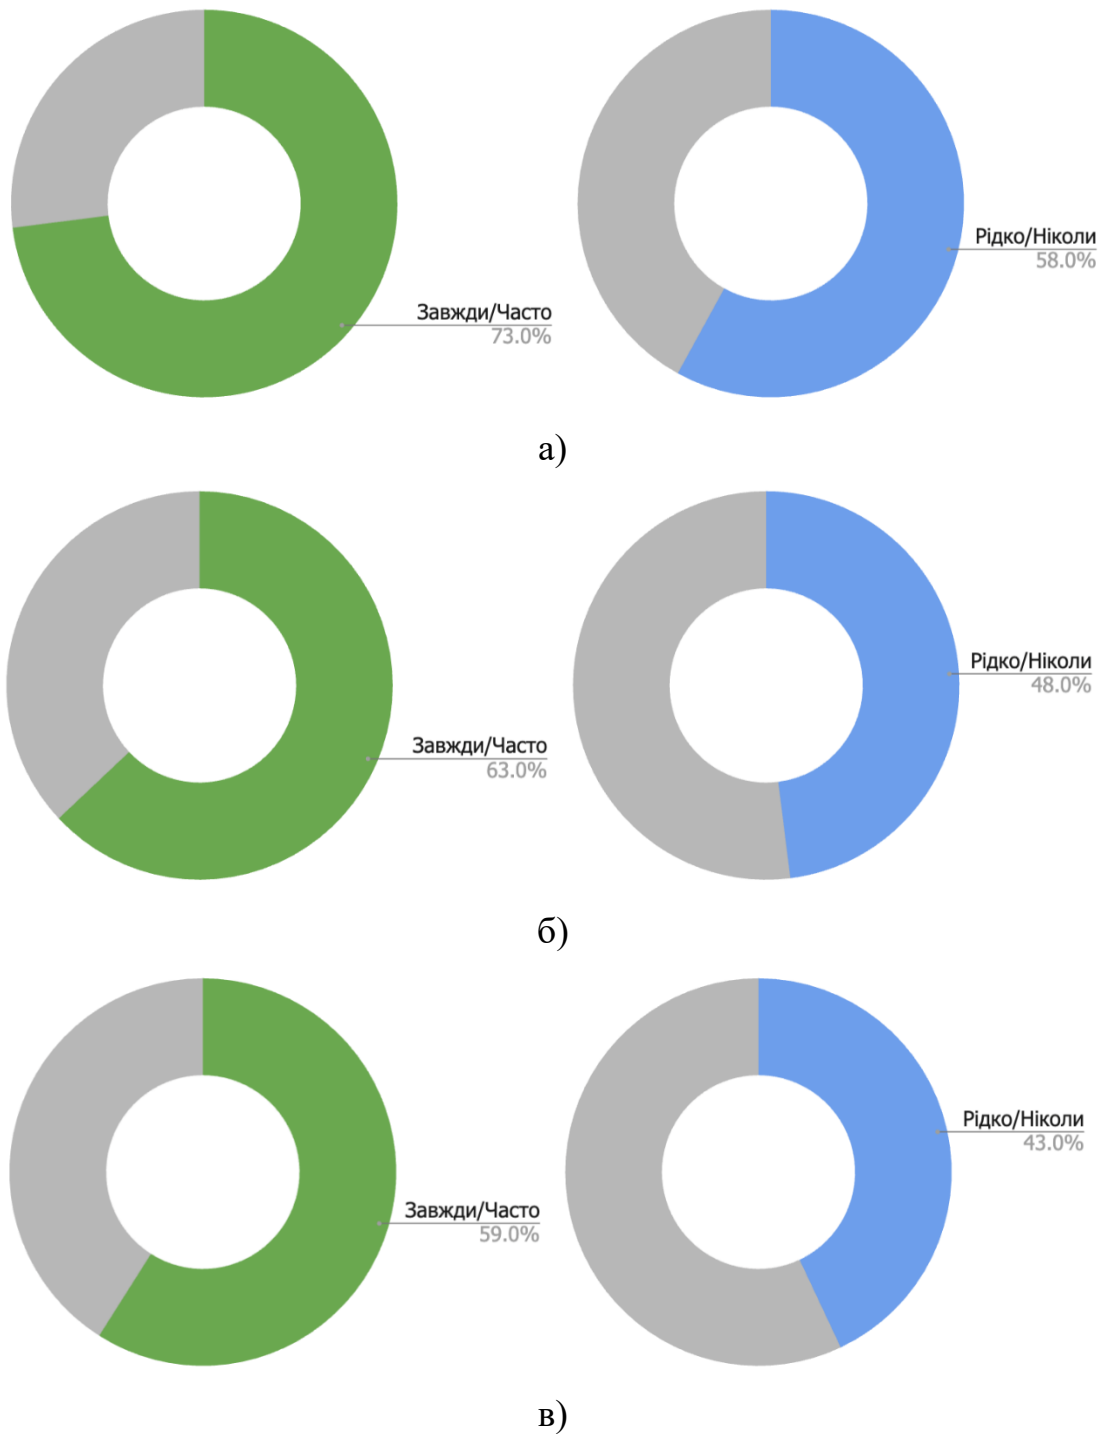 Завжди/Часто
73.0%
Рідко/Ніколи
58.0%
а)
Завжди/Часто
63.0%
Рідко/Ніколи
48.0%
б)
Завжди/Часто
59.0%
Рідко/Ніколи
43.0%
в)